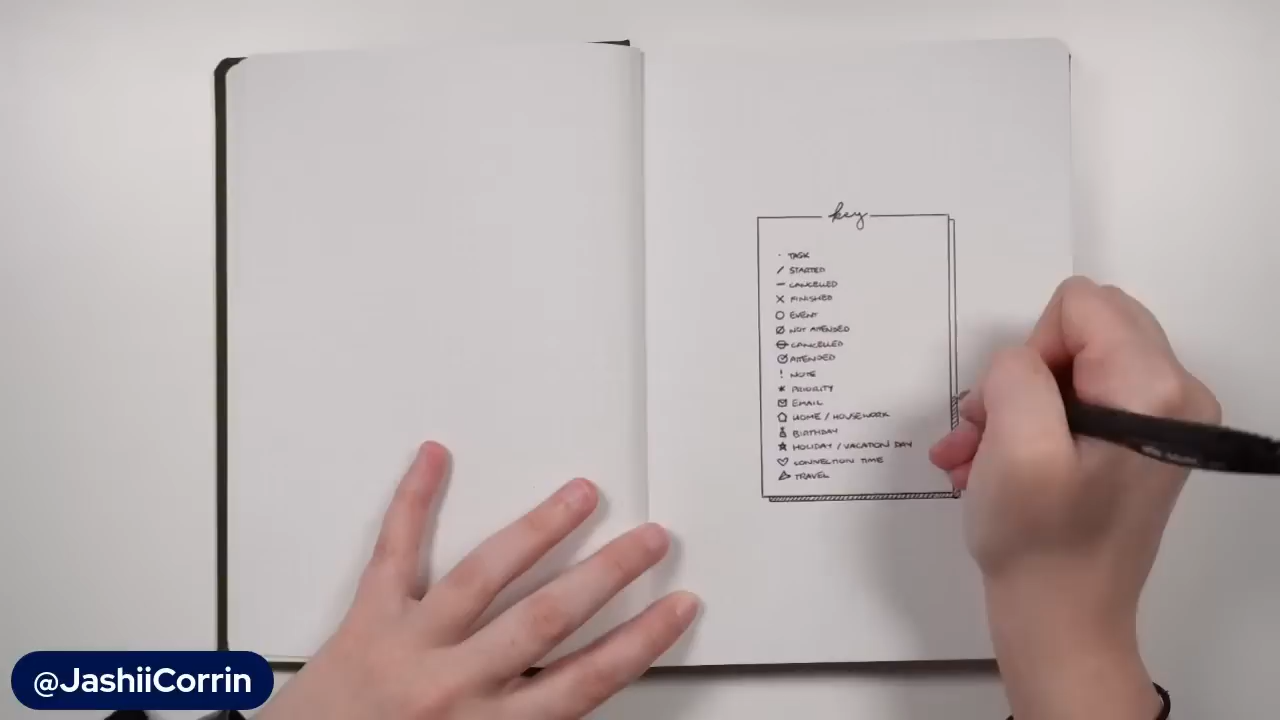 key
· TASK
/ STARTED
– CANCELLED
× FINISHED
○ EVENT
NOT ATTENDED
CANCELLED
ATTENDED
! NOTE
* PRIORITY
EMAIL
HOME / HOUSEWORK
BIRTHDAY
★ HOLIDAY / VACATION DAY
♡ CONNECTION TIME
TRAVEL
@JashiiCorrin